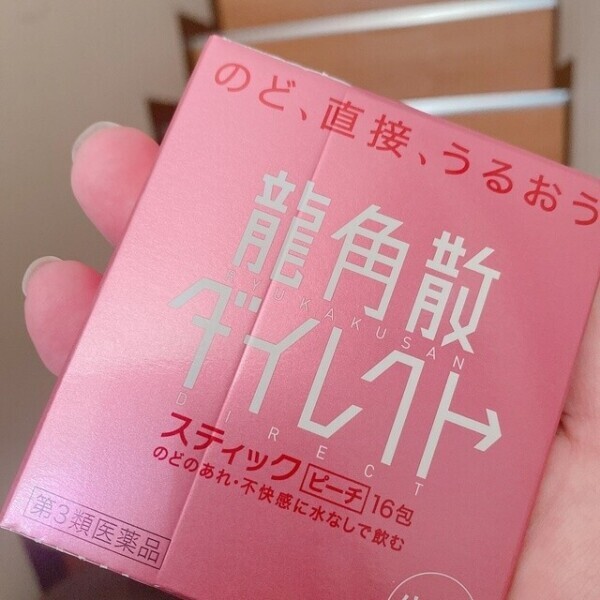 のど、直接、うるおう
龍角散
RYUKAKUSAN
ダイレクト
DIRECT
スティック ピーチ 16包
のどのあれ・不快感に水なしで飲む
第3類医薬品